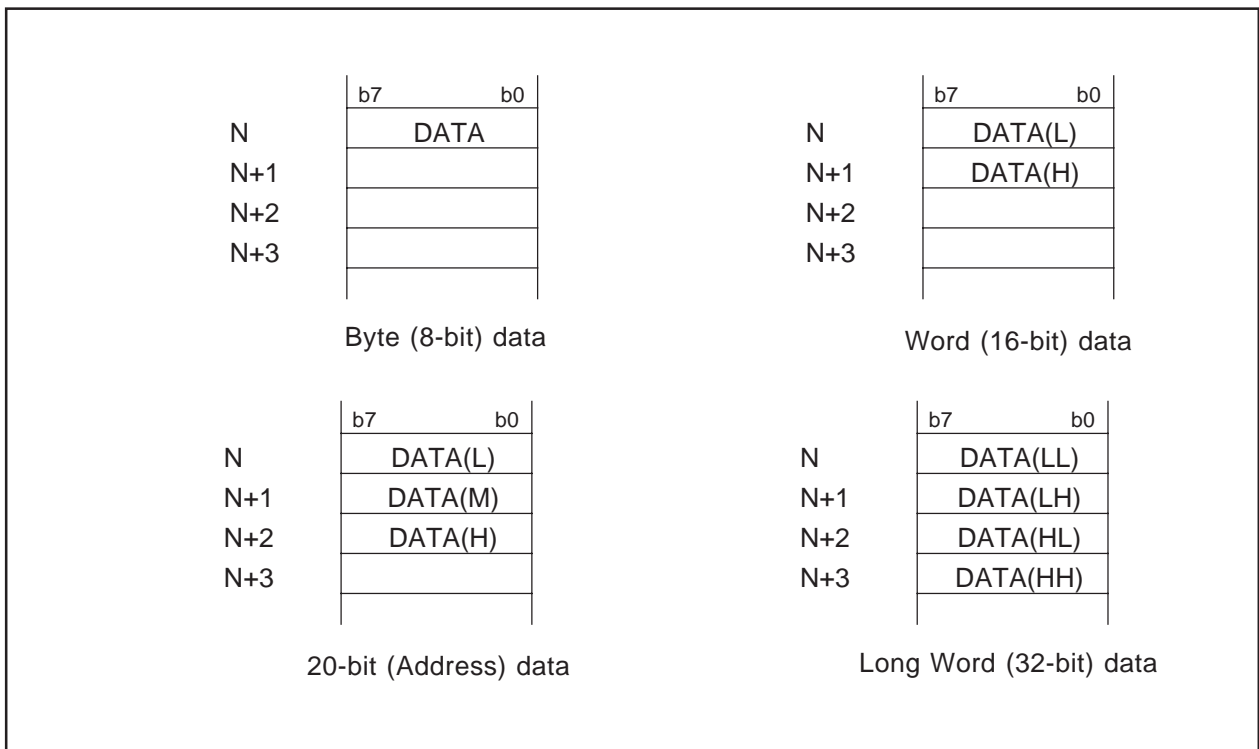 b7 b0
N DATA
N+1
N+2
N+3
Byte (8-bit) data
b7 b0
N DATA(L)
N+1 DATA(H)
N+2
N+3
Word (16-bit) data
b7 b0
N DATA(L)
N+1 DATA(M)
N+2 DATA(H)
N+3
20-bit (Address) data
b7 b0
N DATA(LL)
N+1 DATA(LH)
N+2 DATA(HL)
N+3 DATA(HH)
Long Word (32-bit) data